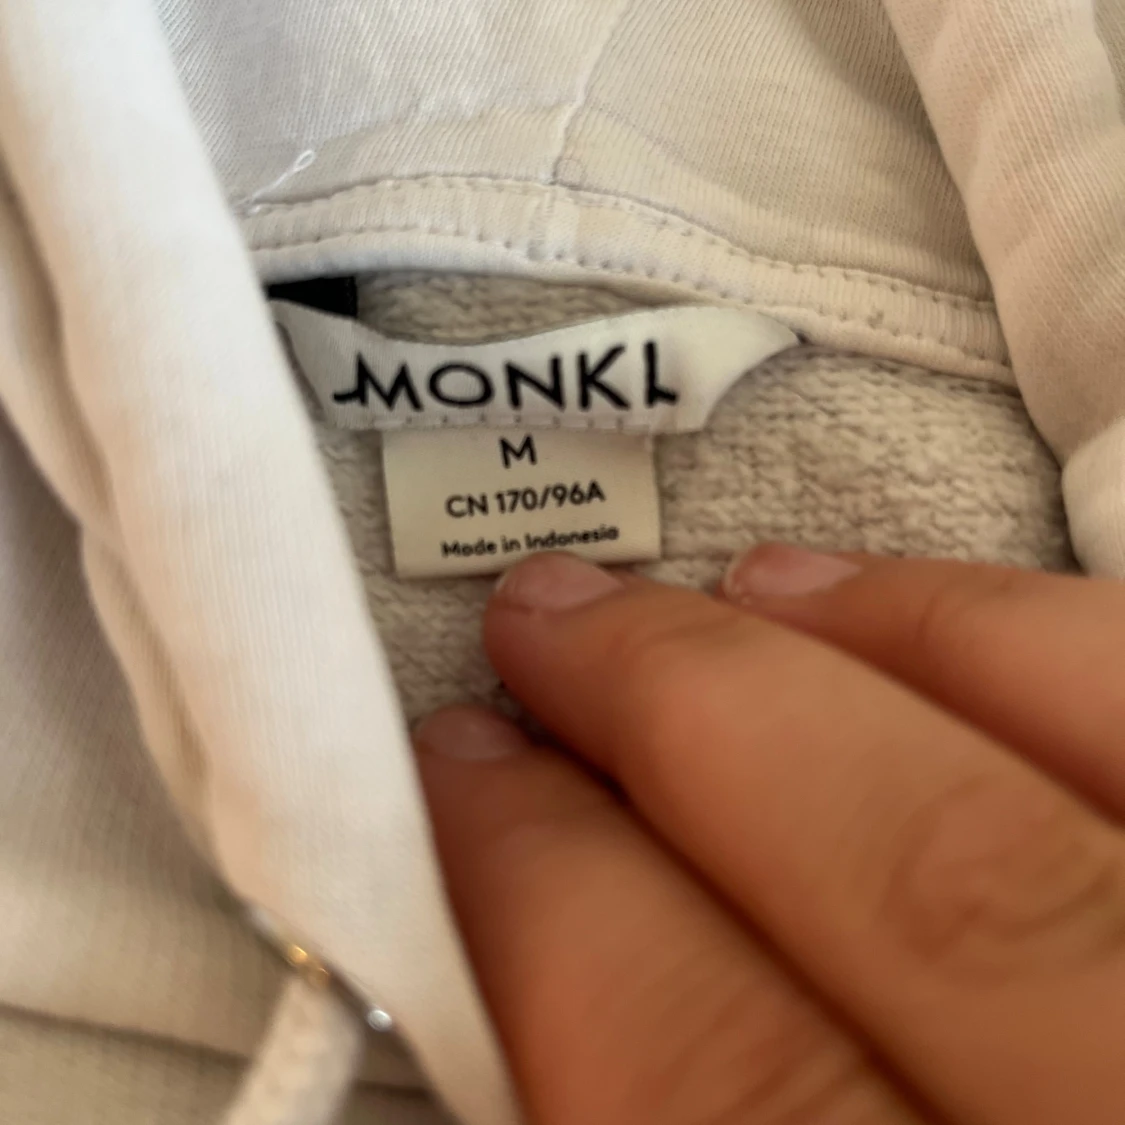 MONKI
M
CN 170/96A
Made in Indonesia